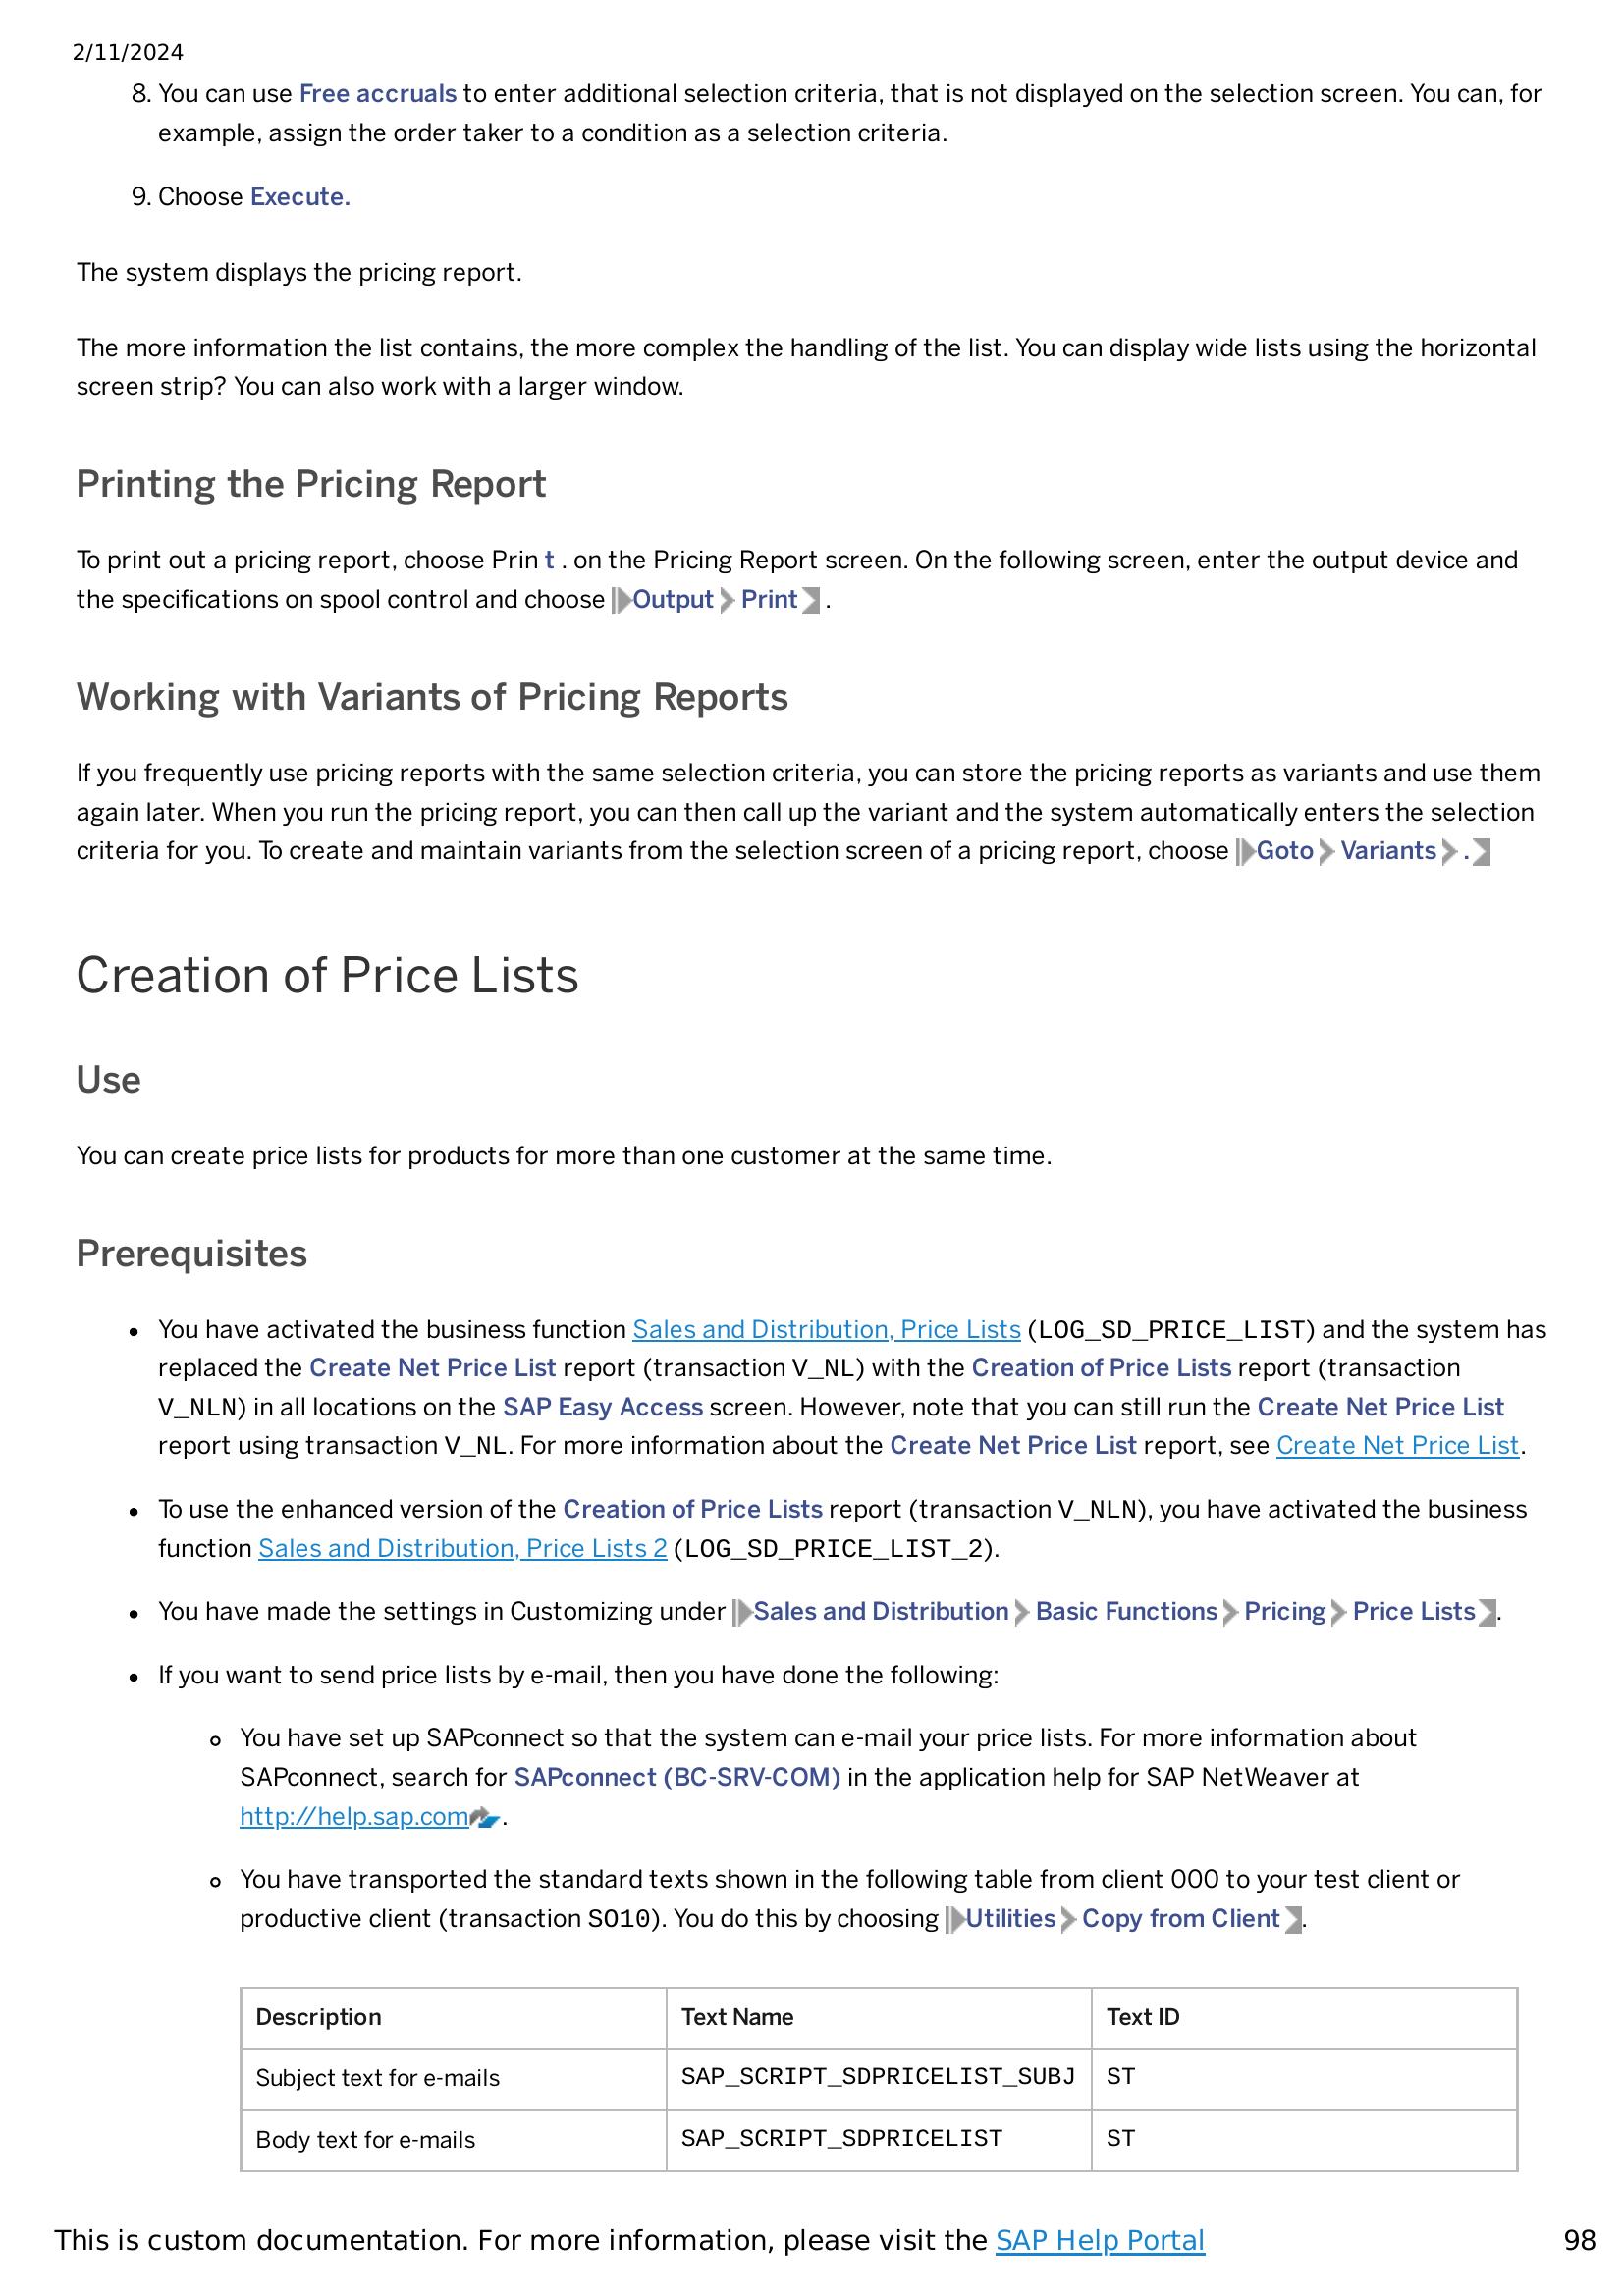 2/11/2024
8. You can use Free accruals to enter additional selection criteria, that is not displayed on the selection screen. You can, for
example, assign the order taker to a condition as a selection criteria.
9. Choose Execute.
The system displays the pricing report.
The more information the list contains, the more complex the handling of the list. You can display wide lists using the horizontal
screen strip? You can also work with a larger window.
Printing the Pricing Report
To print out a pricing report, choose Prin t . on the Pricing Report screen. On the following screen, enter the output device and
the specifications on spool control and choose Output Print .
Working with Variants of Pricing Reports
If you frequently use pricing reports with the same selection criteria, you can store the pricing reports as variants and use them
again later. When you run the pricing report, you can then call up the variant and the system automatically enters the selection
criteria for you. To create and maintain variants from the selection screen of a pricing report, choose Goto Variants .
Creation of Price Lists
Use
You can create price lists for products for more than one customer at the same time.
Prerequisites
• You have activated the business function Sales and Distribution, Price Lists (LOG_SD_PRICE_LIST) and the system has
replaced the Create Net Price List report (transaction V_NL) with the Creation of Price Lists report (transaction
V_NLN) in all locations on the SAP Easy Access screen. However, note that you can still run the Create Net Price List
report using transaction V_NL. For more information about the Create Net Price List report, see Create Net Price List.
• To use the enhanced version of the Creation of Price Lists report (transaction V_NLN), you have activated the business
function Sales and Distribution, Price Lists 2 (LOG_SD_PRICE_LIST_2).
• You have made the settings in Customizing under Sales and Distribution Basic Functions Pricing Price Lists .
• If you want to send price lists by e-mail, then you have done the following:
◦ You have set up SAPconnect so that the system can e-mail your price lists. For more information about
SAPconnect, search for SAPconnect (BC-SRV-COM) in the application help for SAP NetWeaver at
http://help.sap.com .
◦ You have transported the standard texts shown in the following table from client 000 to your test client or
productive client (transaction SO10). You do this by choosing Utilities Copy from Client .
Description Text Name Text ID
Subject text for e-mails SAP_SCRIPT_SDPRICELIST_SUBJ ST
Body text for e-mails SAP_SCRIPT_SDPRICELIST ST
This is custom documentation. For more information, please visit the SAP Help Portal 98